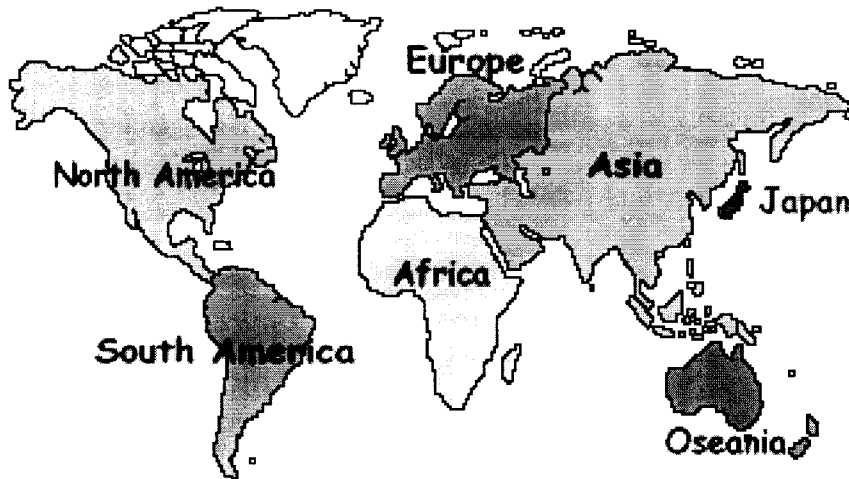 Europe
North America
Asia
Japan
Africa
South America
Oseania